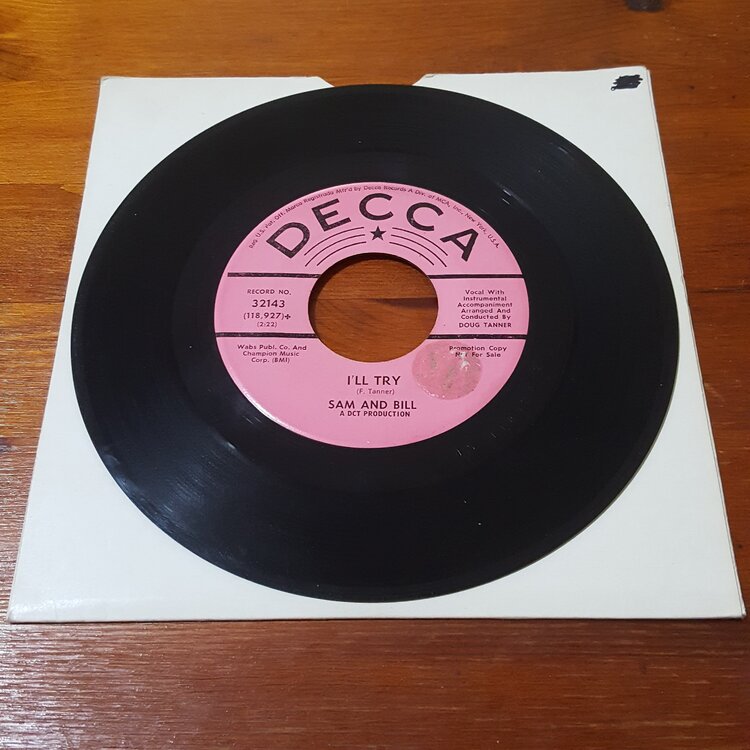 Reg. U.S. Pat. Off. Marca Registrada Mfr'd by Decca Records A Div. of MCA, Inc., New York, U.S.A.
DECCA
RECORD NO.
32143
(118,927)+
(2:22)
Vocal With
Instrumental
Accompaniment
Arranged And
Conducted By
DOUG TANNER
Wabs Publ. Co. And
Champion Music
Corp. (BMI)
Promotion Copy
Not For Sale
I'LL TRY
(F. Tanner)
SAM AND BILL
A DCT PRODUCTION